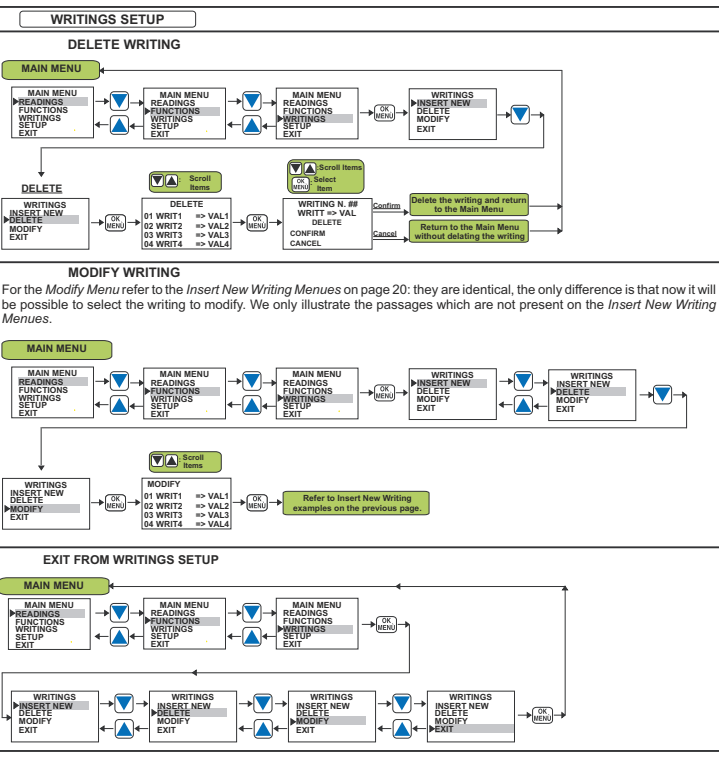 WRITINGS SETUP
DELETE WRITING
MAIN MENU
MAIN MENU
READINGS
FUNCTIONS
WRITINGS
SETUP
EXIT
MAIN MENU
READINGS
FUNCTIONS
WRITINGS
SETUP
EXIT
MAIN MENU
READINGS
FUNCTIONS
WRITINGS
SETUP
EXIT
OK
MENÙ
WRITINGS
INSERT NEW
DELETE
MODIFY
EXIT
DELETE
WRITINGS
INSERT NEW
DELETE
MODIFY
EXIT
OK
MENÙ
: Scroll
Items
DELETE
01 WRIT1 => VAL1
02 WRIT2 => VAL2
03 WRIT3 => VAL3
04 WRIT4 => VAL4
OK
MENÙ
:Scroll Items
OK
MENÙ
: Select
Item
WRITING N. ##
WRITT => VAL
DELETE
CONFIRM
CANCEL
Confirm
Delete the writing and return
to the Main Menu
Cancel
Return to the Main Menu
without delating the writing
MODIFY WRITING
For the Modify Menu refer to the Insert New Writing Menues on page 20: they are identical, the only difference is that now it will
be possible to select the writing to modify. We only illustrate the passages which are not present on the Insert New Writing
Menues.
MAIN MENU
MAIN MENU
READINGS
FUNCTIONS
WRITINGS
SETUP
EXIT
MAIN MENU
READINGS
FUNCTIONS
WRITINGS
SETUP
EXIT
MAIN MENU
READINGS
FUNCTIONS
WRITINGS
SETUP
EXIT
OK
MENÙ
WRITINGS
INSERT NEW
DELETE
MODIFY
EXIT
WRITINGS
INSERT NEW
DELETE
MODIFY
EXIT
WRITINGS
INSERT NEW
DELETE
MODIFY
EXIT
OK
MENÙ
: Scroll
Items
MODIFY
01 WRIT1 => VAL1
02 WRIT2 => VAL2
03 WRIT3 => VAL3
04 WRIT4 => VAL4
OK
MENÙ
Refer to Insert New Writing
examples on the previous page.
EXIT FROM WRITINGS SETUP
MAIN MENU
MAIN MENU
READINGS
FUNCTIONS
WRITINGS
SETUP
EXIT
MAIN MENU
READINGS
FUNCTIONS
WRITINGS
SETUP
EXIT
MAIN MENU
READINGS
FUNCTIONS
WRITINGS
SETUP
EXIT
OK
MENÙ
WRITINGS
INSERT NEW
DELETE
MODIFY
EXIT
WRITINGS
INSERT NEW
DELETE
MODIFY
EXIT
WRITINGS
INSERT NEW
DELETE
MODIFY
EXIT
WRITINGS
INSERT NEW
DELETE
MODIFY
EXIT
OK
MENÙ